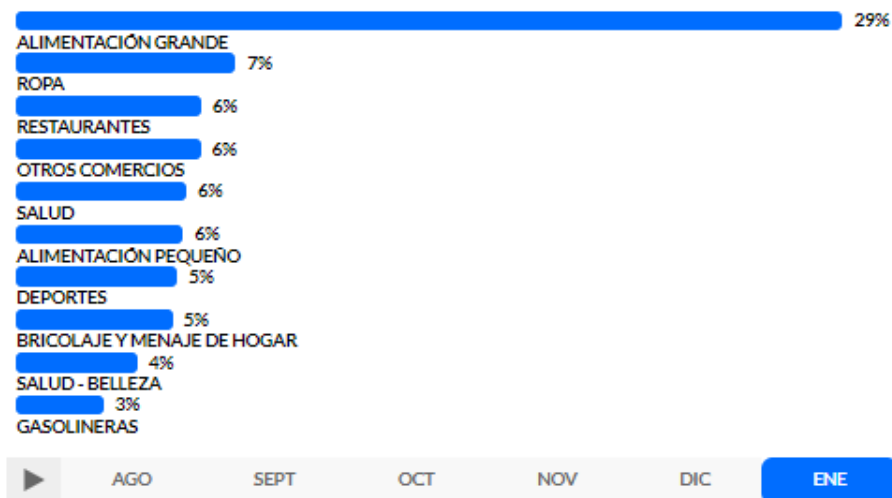 29%
ALIMENTACIÓN GRANDE
7%
ROPA
6%
RESTAURANTES
6%
OTROS COMERCIOS
6%
SALUD
6%
ALIMENTACIÓN PEQUEÑO
5%
DEPORTES
5%
BRICOLAJE Y MENAJE DE HOGAR
4%
SALUD - BELLEZA
3%
GASOLINERAS
AGO SEPT OCT NOV DIC ENE